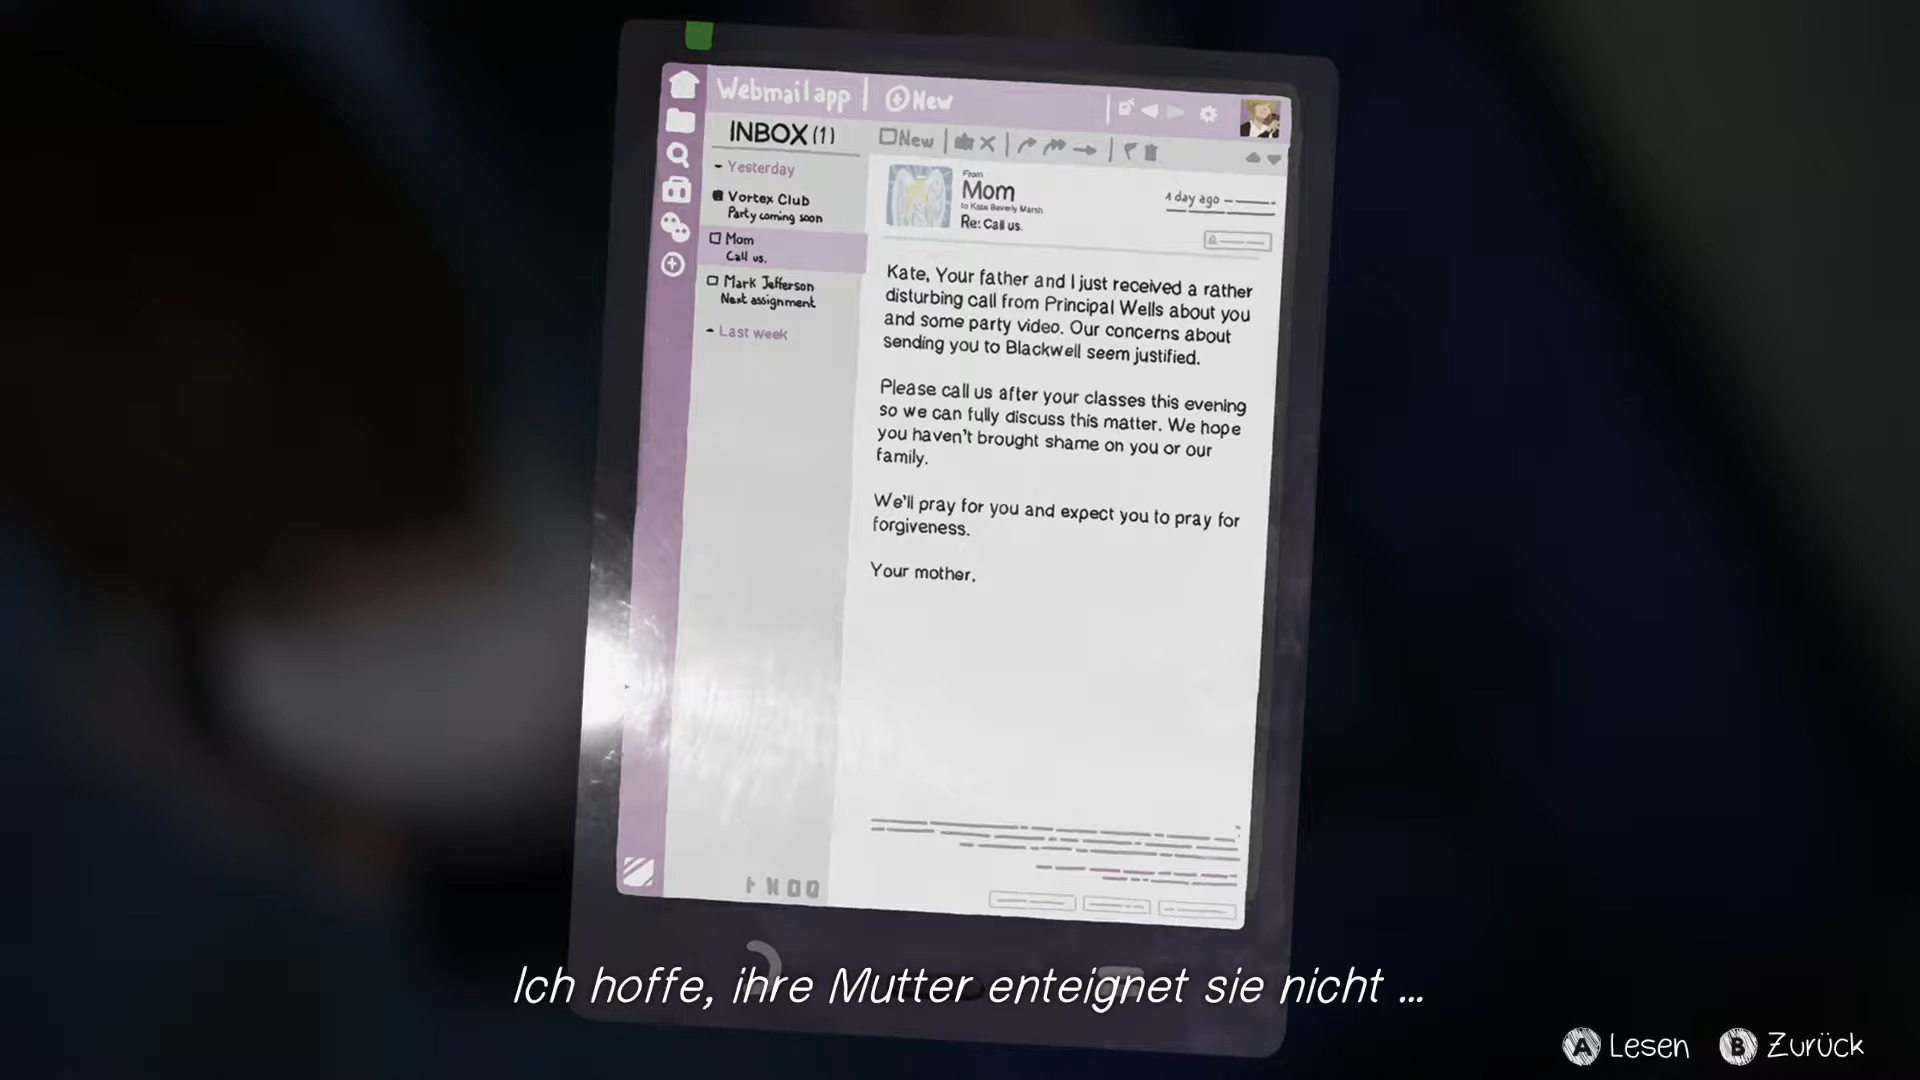 Webmail app | New
INBOX (1)
New
Yesterday
Vortex Club
Party coming soon
Mom
Call us.
Mark Jefferson
Next assignment
Last week
From
Mom
to Kate Beverly Marsh
Re: Call us.
1 day ago
Kate, Your father and I just received a rather
disturbing call from Principal Wells about you
and some party video. Our concerns about
sending you to Blackwell seem justified.
Please call us after your classes this evening
so we can fully discuss this matter. We hope
you haven't brought shame on you or our
family.
We'll pray for you and expect you to pray for
forgiveness.
Your mother.
Ich hoffe, ihre Mutter enteignet sie nicht ...
A Lesen B Zurück